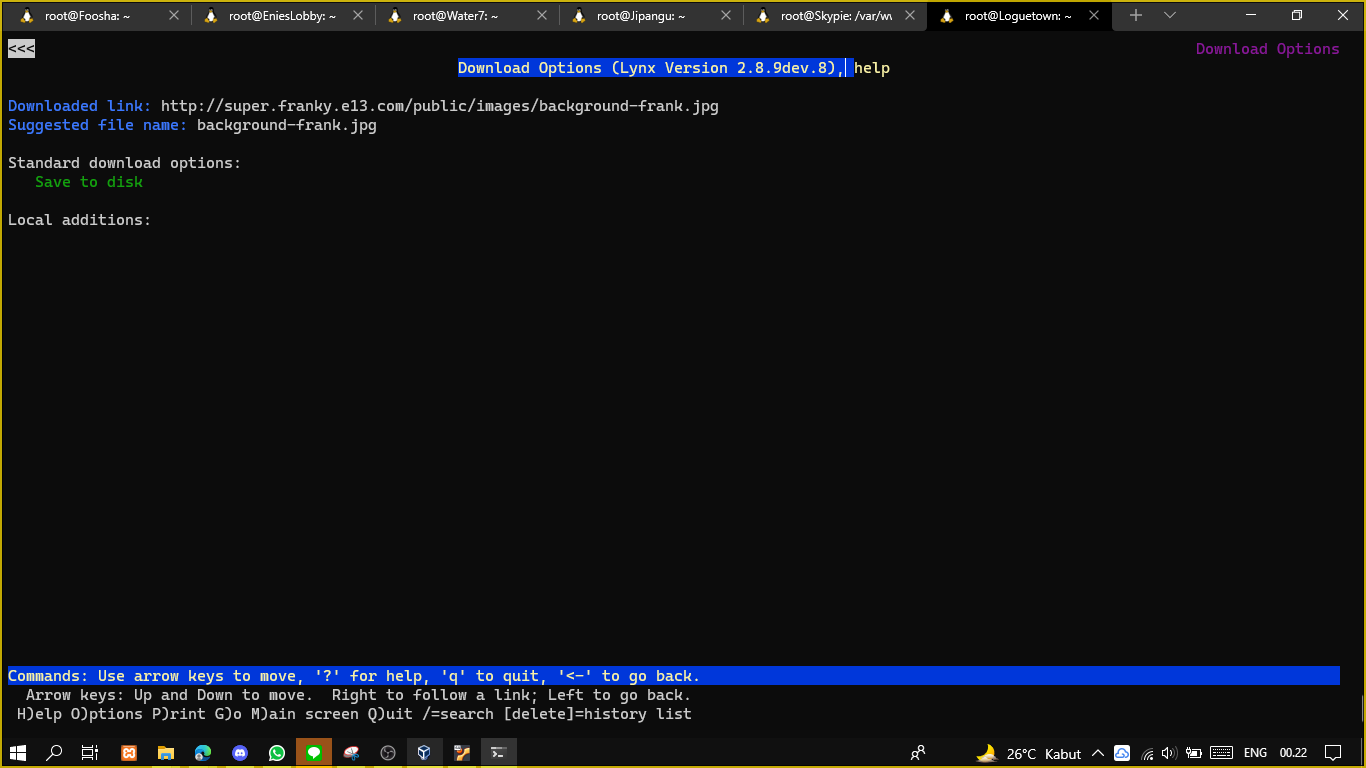 root@Foosha: ~ root@EniesLobby: ~ root@Water7: ~ root@Jipangu: ~ root@Skypie: /var/w root@Loguetown: ~
<<< Download Options
Download Options (Lynx Version 2.8.9dev.8), help
Downloaded link: http://super.franky.e13.com/public/images/background-frank.jpg
Suggested file name: background-frank.jpg
Standard download options:
Save to disk
Local additions:
Commands: Use arrow keys to move, '?' for help, 'q' to quit, '<-' to go back.
Arrow keys: Up and Down to move.  Right to follow a link; Left to go back.
H)elp O)ptions P)rint G)o M)ain screen Q)uit /=search [delete]=history list
26°C Kabut ENG 00.22